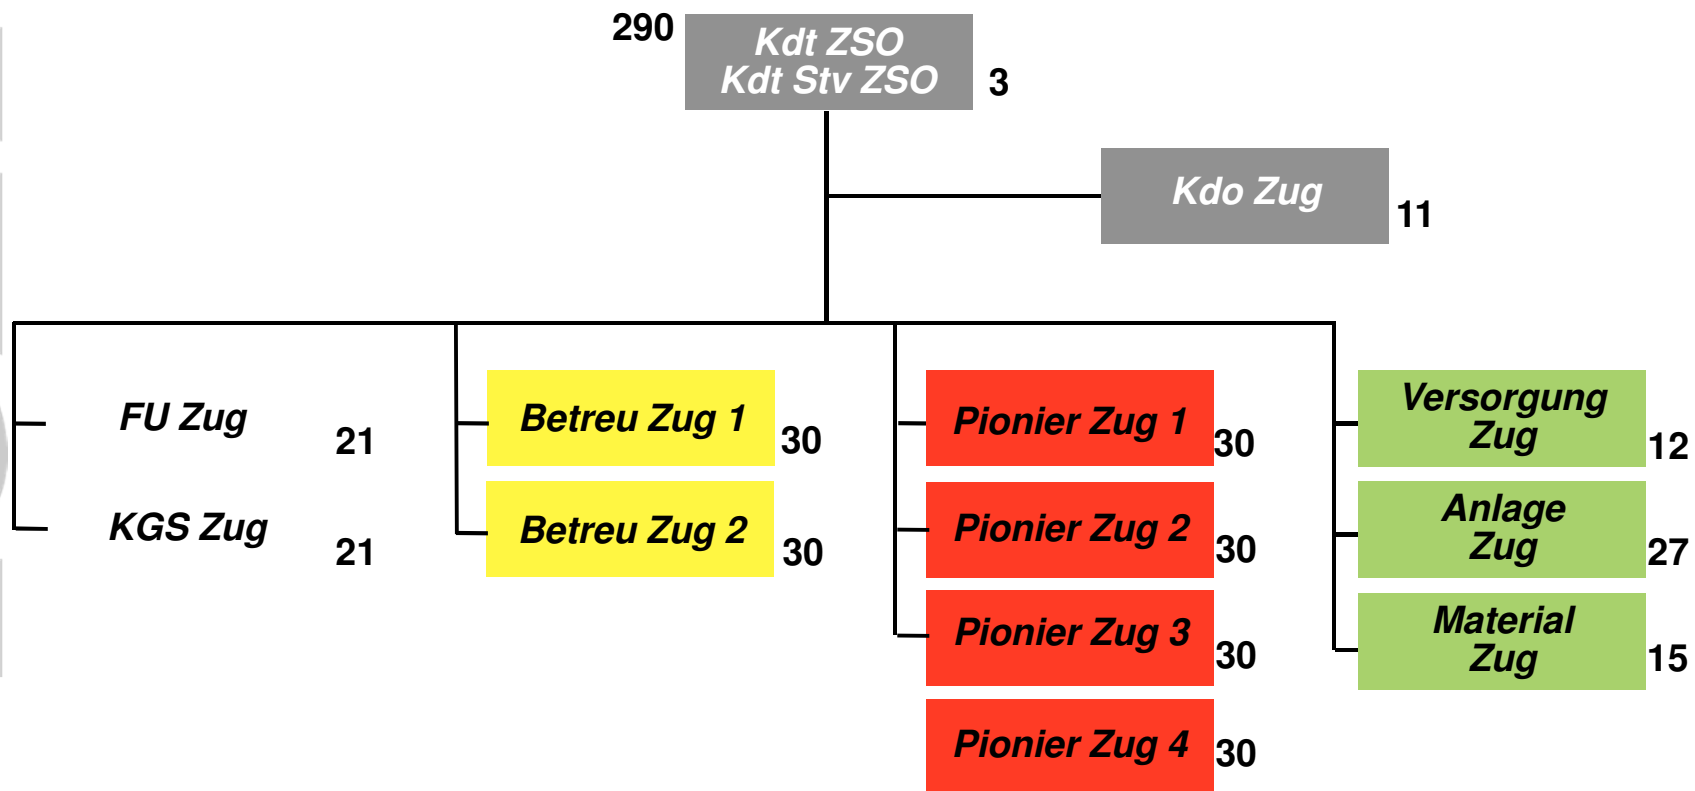 290
Kdt ZSO
Kdt Stv ZSO
3
Kdo Zug
11
FU Zug
21
KGS Zug
21
Betreu Zug 1
30
Betreu Zug 2
30
Pionier Zug 1
30
Pionier Zug 2
30
Pionier Zug 3
30
Pionier Zug 4
30
Versorgung
Zug
12
Anlage
Zug
27
Material
Zug
15